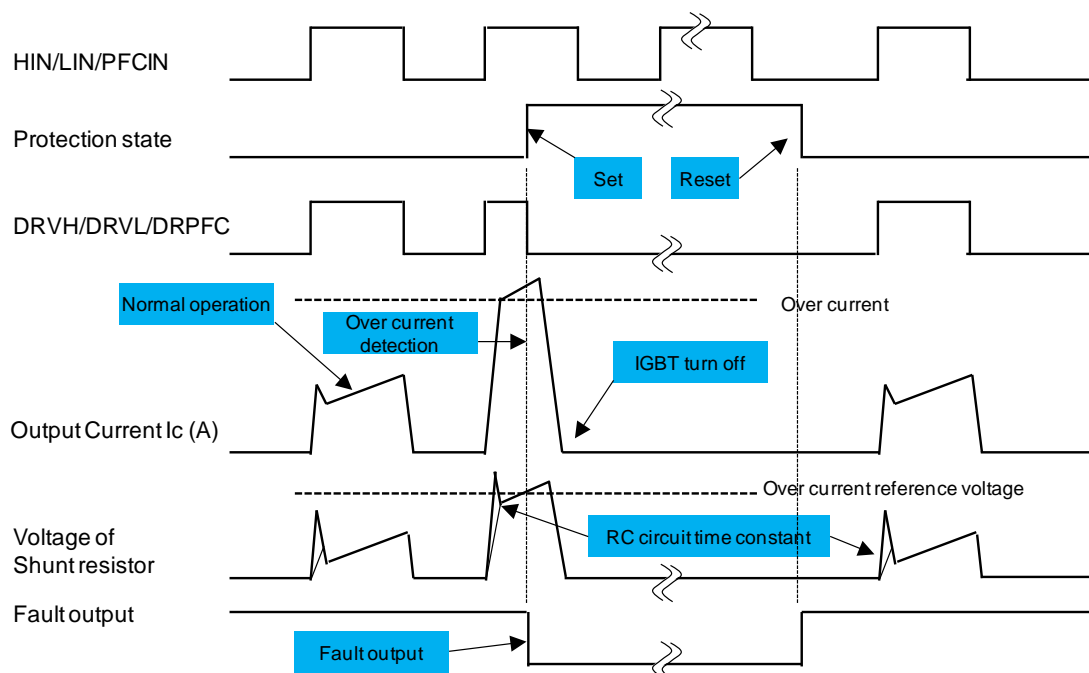 HIN/LIN/PFCIN
Protection state
Set
Reset
DRVH/DRVL/DRPFC
Normal operation
Over current
Over current
detection
IGBT turn off
Output Current Ic (A)
Over current reference voltage
Voltage of
Shunt resistor
RC circuit time constant
Fault output
Fault output